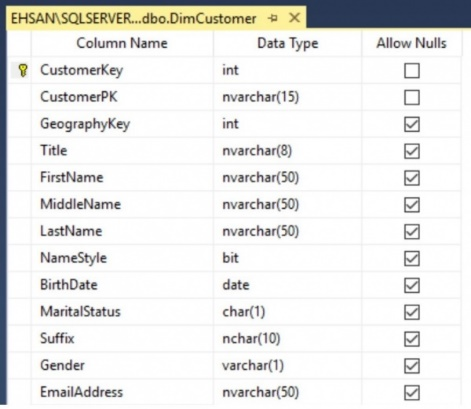 EHSAN\SQLSERVER...dbo.DimCustomer
Column Name Data Type Allow Nulls
CustomerKey int
CustomerPK nvarchar(15)
GeographyKey int
Title nvarchar(8)
FirstName nvarchar(50)
MiddleName nvarchar(50)
LastName nvarchar(50)
NameStyle bit
BirthDate date
MaritalStatus char(1)
Suffix nchar(10)
Gender varchar(1)
EmailAddress nvarchar(50)